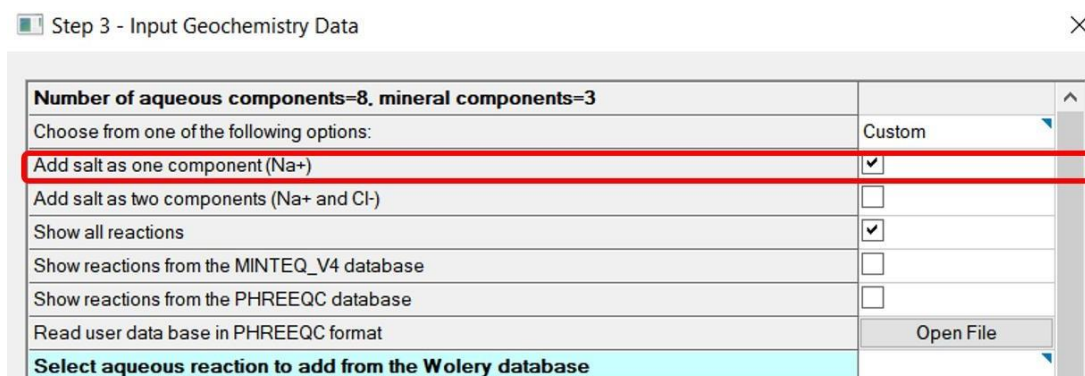 Step 3 - Input Geochemistry Data
Number of aqueous components=8, mineral components=3
Choose from one of the following options: Custom
Add salt as one component (Na+)
Add salt as two components (Na+ and Cl-)
Show all reactions
Show reactions from the MINTEQ_V4 database
Show reactions from the PHREEQC database
Read user data base in PHREEQC format Open File
Select aqueous reaction to add from the Wolery database